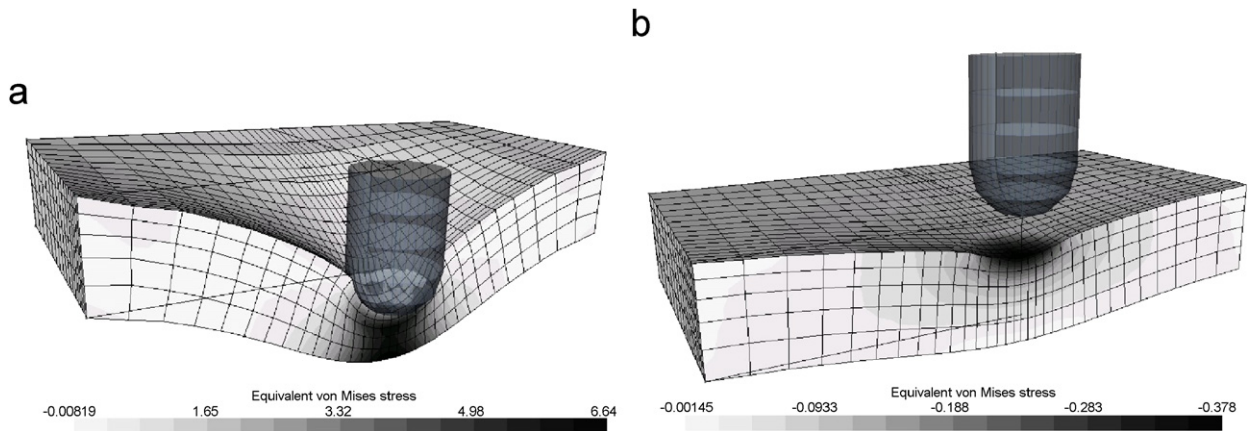 a
Equivalent von Mises stress
-0.00819 1.65 3.32 4.98 6.64
b
Equivalent von Mises stress
-0.00145 -0.0933 -0.188 -0.283 -0.378